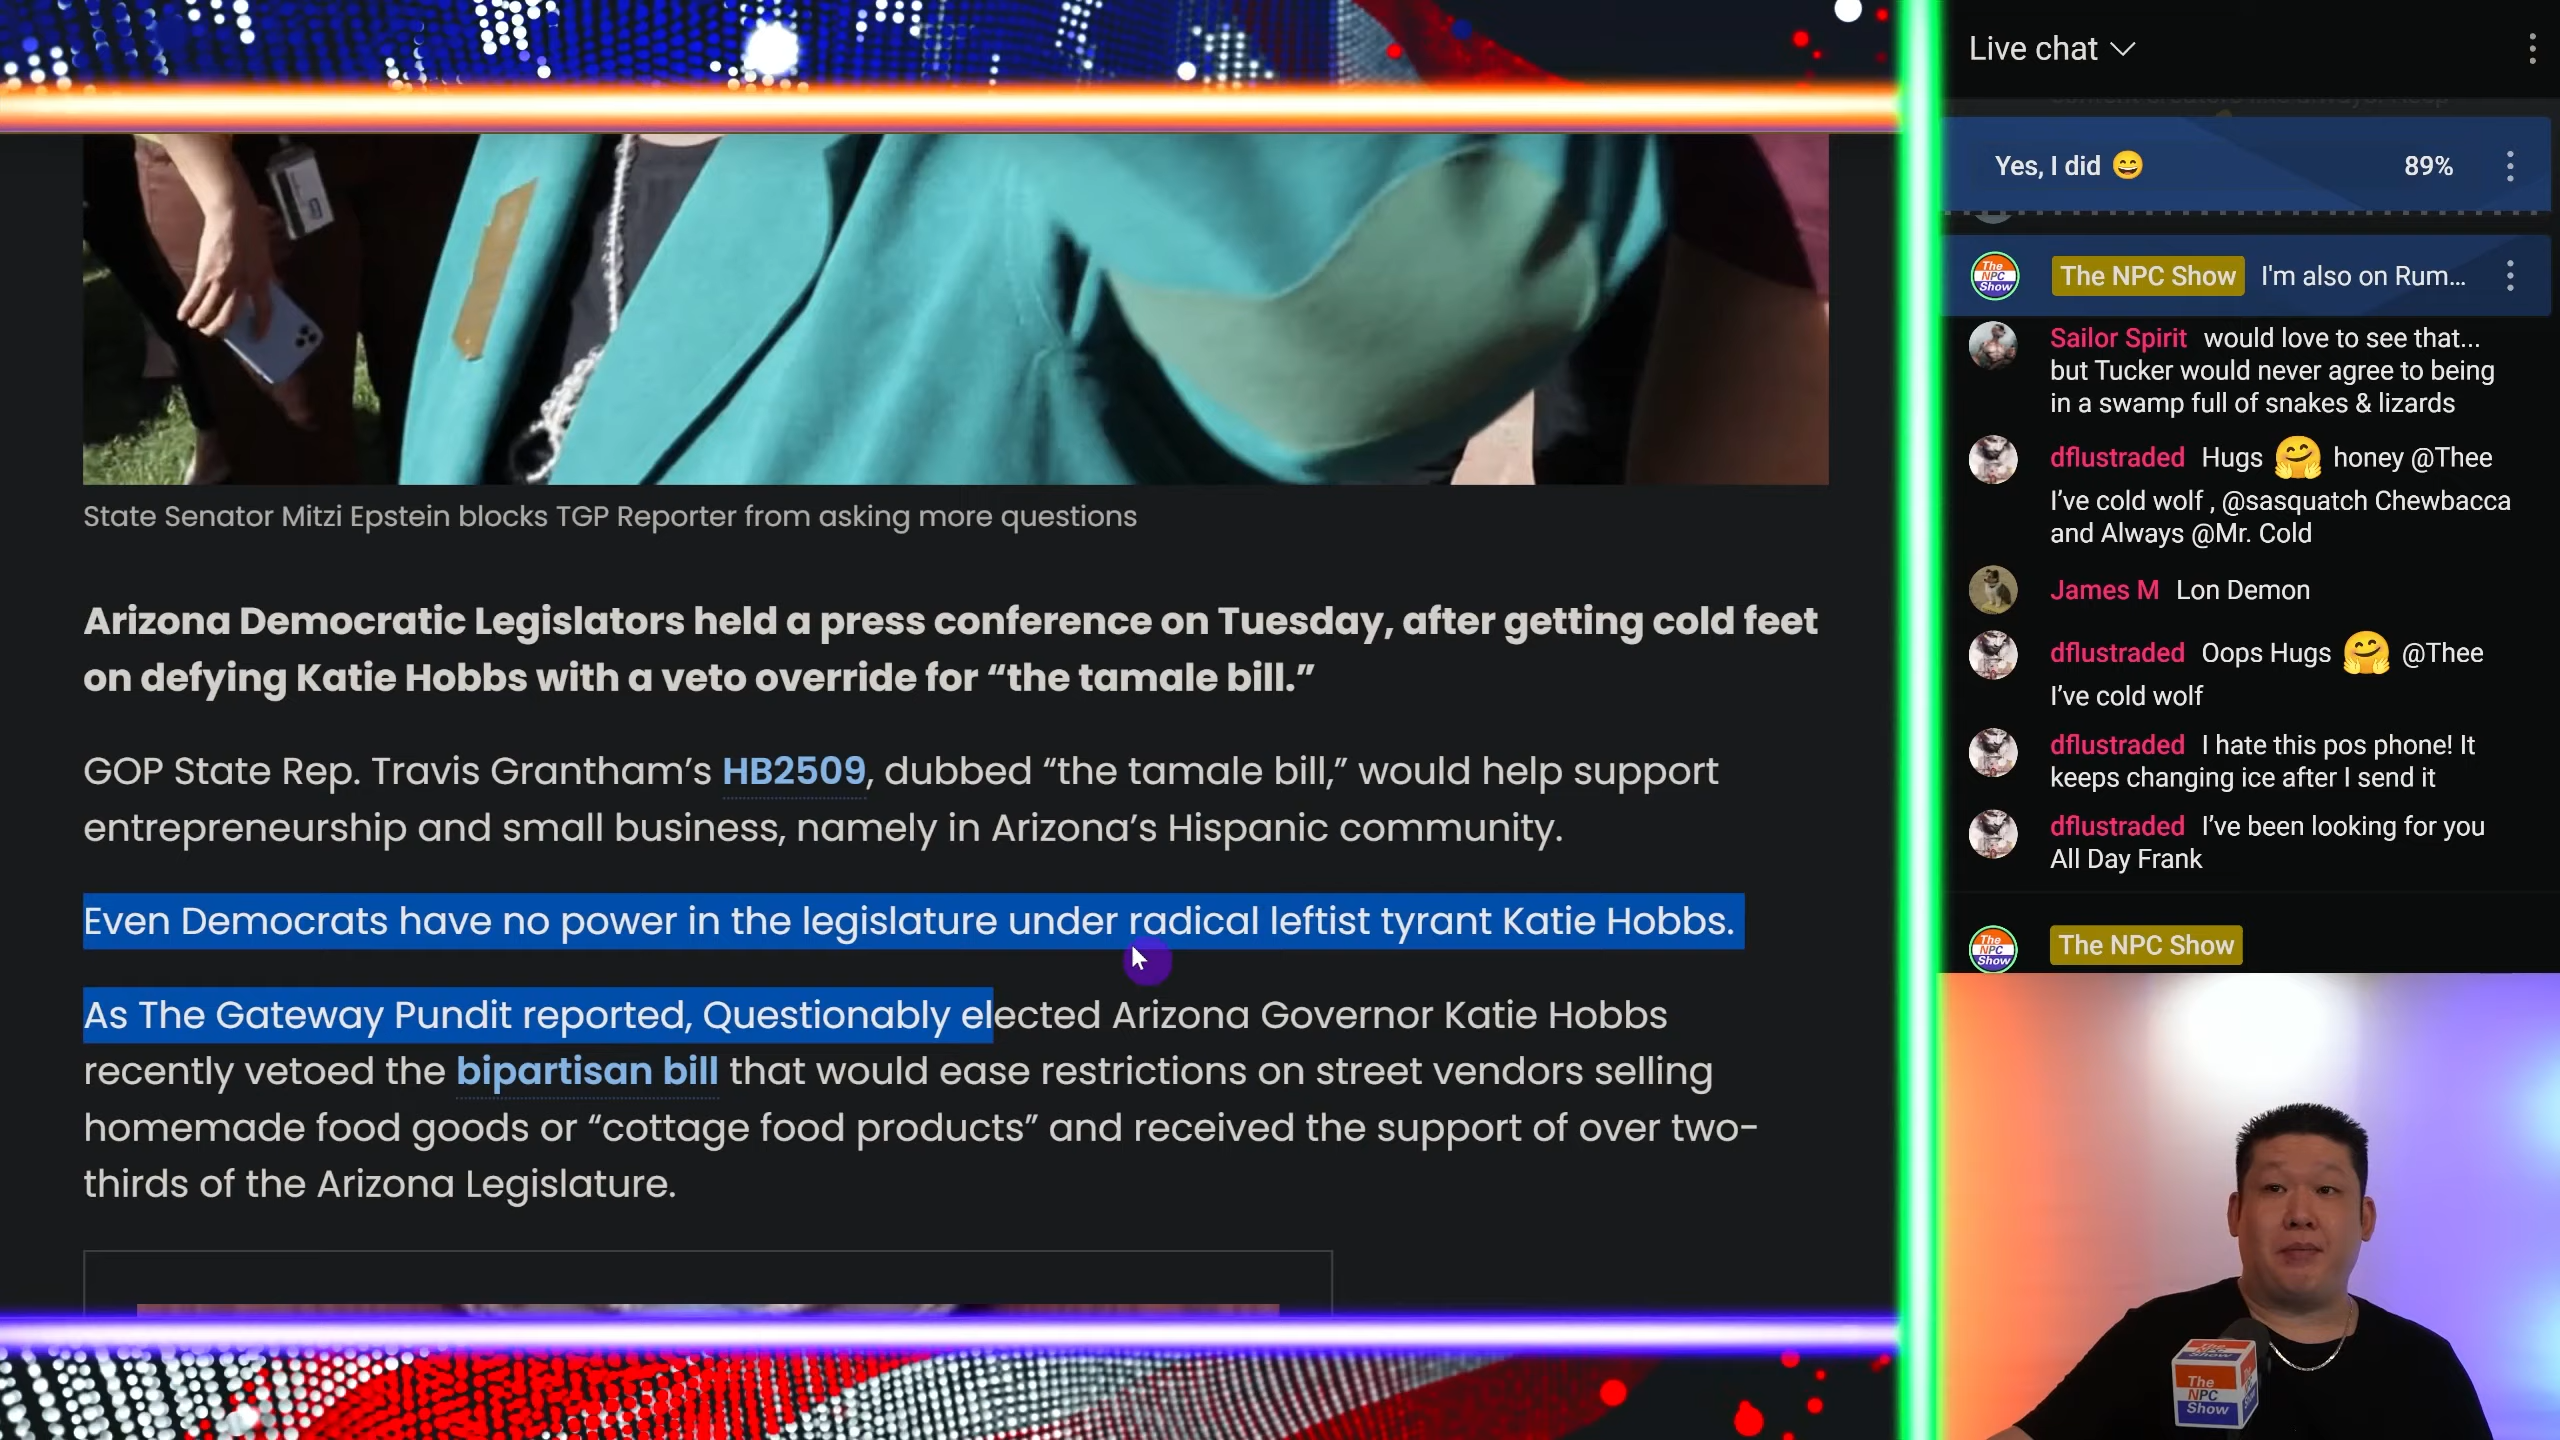 State Senator Mitzi Epstein blocks TGP Reporter from asking more questions
Arizona Democratic Legislators held a press conference on Tuesday, after getting cold feet
on defying Katie Hobbs with a veto override for “the tamale bill.”
GOP State Rep. Travis Grantham’s HB2509, dubbed “the tamale bill,” would help support
entrepreneurship and small business, namely in Arizona’s Hispanic community.
Even Democrats have no power in the legislature under radical leftist tyrant Katie Hobbs.
As The Gateway Pundit reported, Questionably elected Arizona Governor Katie Hobbs
recently vetoed the bipartisan bill that would ease restrictions on street vendors selling
homemade food goods or “cottage food products” and received the support of over two-
thirds of the Arizona Legislature.
Live chat
Yes, I did 😄 89%
The NPC Show
The NPC Show I'm also on Rum...
Sailor Spirit would love to see that...
but Tucker would never agree to being
in a swamp full of snakes & lizards
dflustraded Hugs 🤗 honey @Thee
I’ve cold wolf , @sasquatch Chewbacca
and Always @Mr. Cold
James M Lon Demon
dflustraded Oops Hugs 🤗 @Thee
I’ve cold wolf
dflustraded I hate this pos phone! It
keeps changing ice after I send it
dflustraded I’ve been looking for you
All Day Frank
The NPC Show
The NPC Show
The
NPC
Show